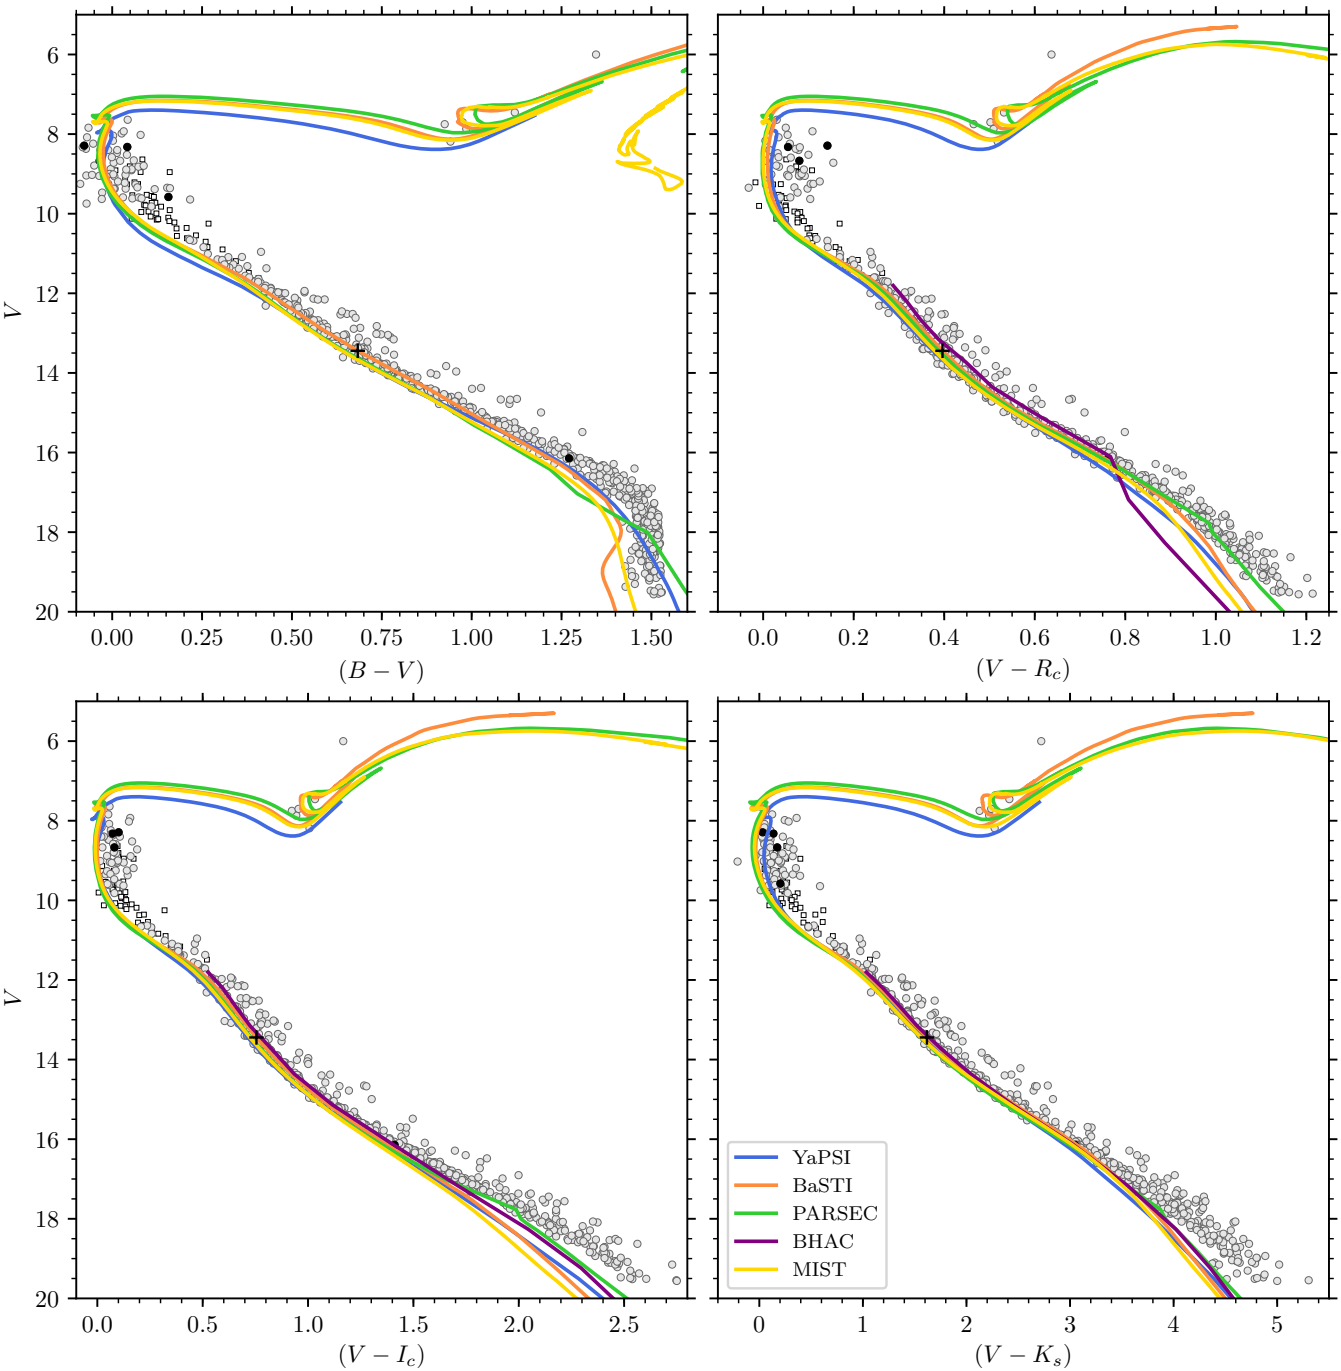 6
8
10
12
14
16
18
20
V
0.00 0.25 0.50 0.75 1.00 1.25 1.50
(B − V)
0.0 0.2 0.4 0.6 0.8 1.0 1.2
(V − R_c)
6
8
10
12
14
16
18
20
V
0.0 0.5 1.0 1.5 2.0 2.5
(V − I_c)
YaPSI
BaSTI
PARSEC
BHAC
MIST
0 1 2 3 4 5
(V − K_s)